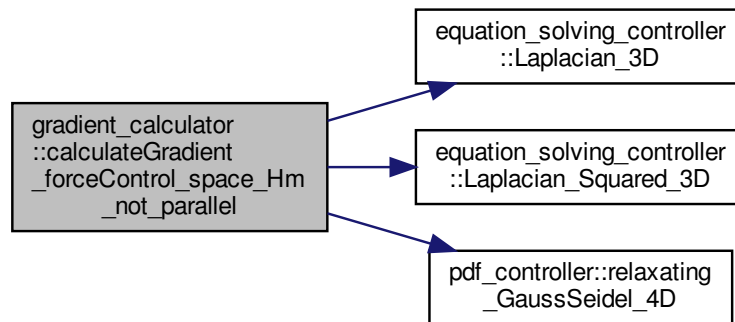 gradient_calculator
::calculateGradient
_forceControl_space_Hm
_not_parallel
equation_solving_controller
::Laplacian_3D
equation_solving_controller
::Laplacian_Squared_3D
pdf_controller::relaxating
_GaussSeidel_4D